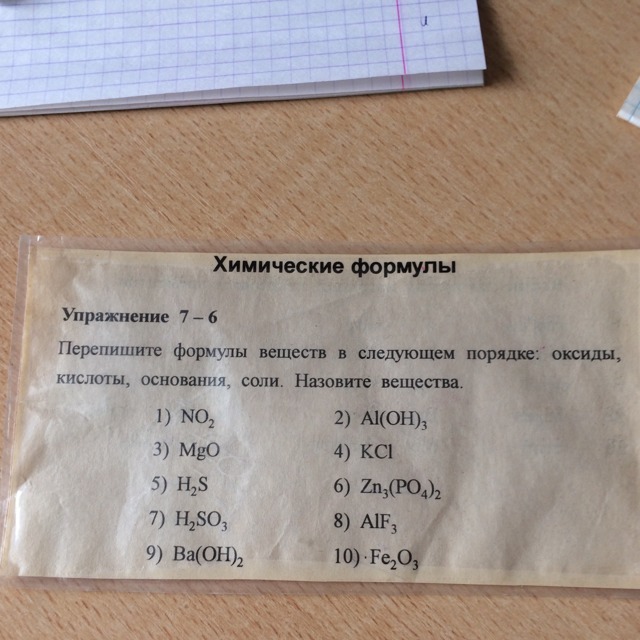 и
Химические формулы
Упражнение 7 – 6
Перепишите формулы веществ в следующем порядке: оксиды,
кислоты, основания, соли. Назовите вещества.
1) NO₂ 2) Al(OH)₃
3) MgO 4) KCl
5) H₂S 6) Zn₃(PO₄)₂
7) H₂SO₃ 8) AlF₃
9) Ba(OH)₂ 10) Fe₂O₃